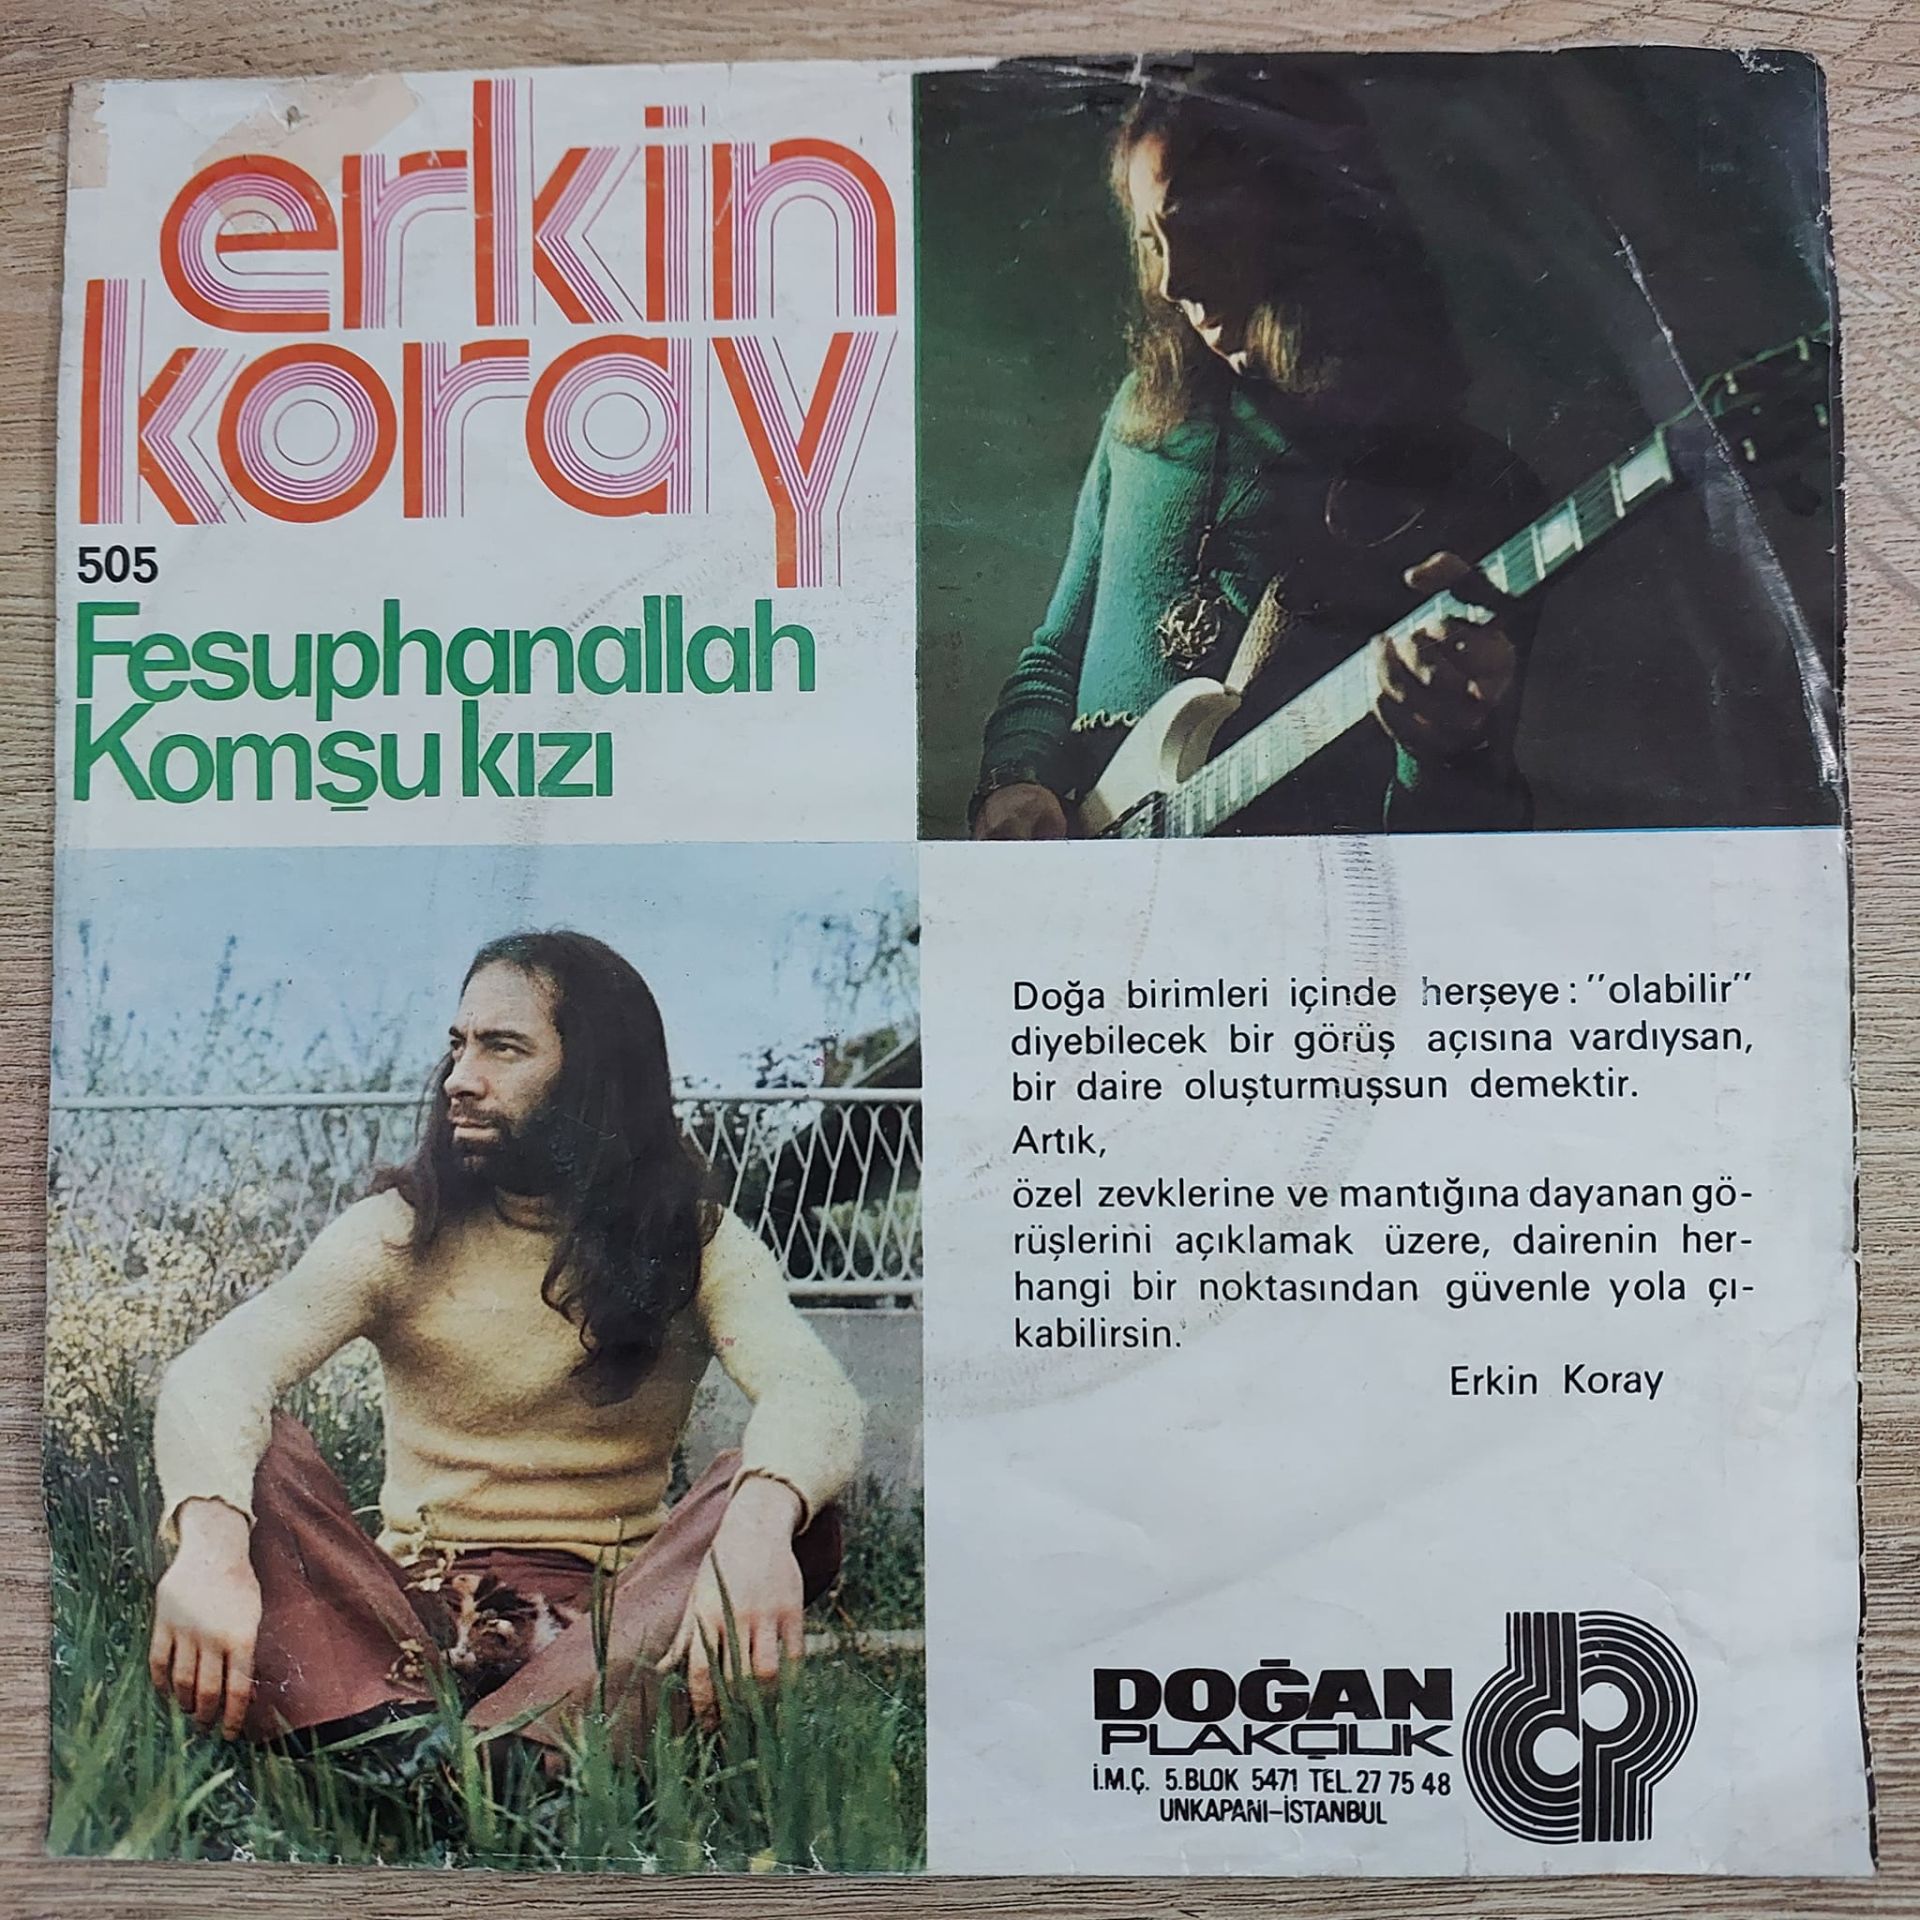 erkin
koray
505
Fesuphanallah
Komşu kızı
Doğa birimleri içinde herşeye: ''olabilir''
diyebilecek bir görüş açısına vardıysan,
bir daire oluşturmuşsun demektir.
Artık,
özel zevklerine ve mantığına dayanan gö-
rüşlerini açıklamak üzere, dairenin her-
hangi bir noktasından güvenle yola çı-
kabilirsin.
Erkin Koray
DOĞAN
PLAKÇILIK
İ.M.Ç. 5.BLOK 5471 TEL.27 75 48
UNKAPANI-İSTANBUL
dp